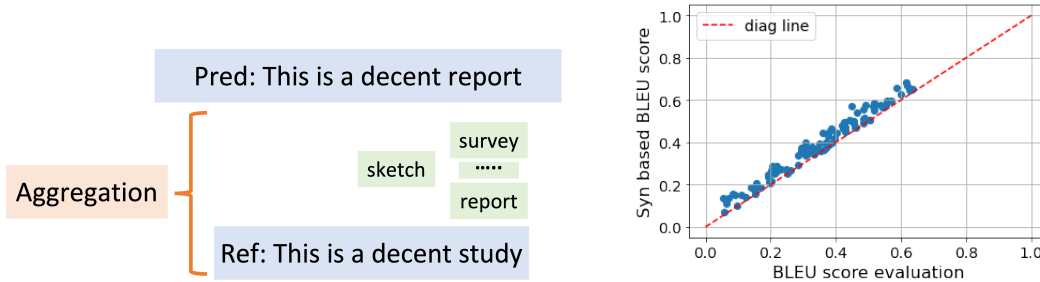 Pred: This is a decent report
Aggregation
sketch
survey
.....
report
Ref: This is a decent study
diag line
Syn based BLEU score
1.0
0.8
0.6
0.4
0.2
0.0
0.0 0.2 0.4 0.6 0.8 1.0
BLEU score evaluation